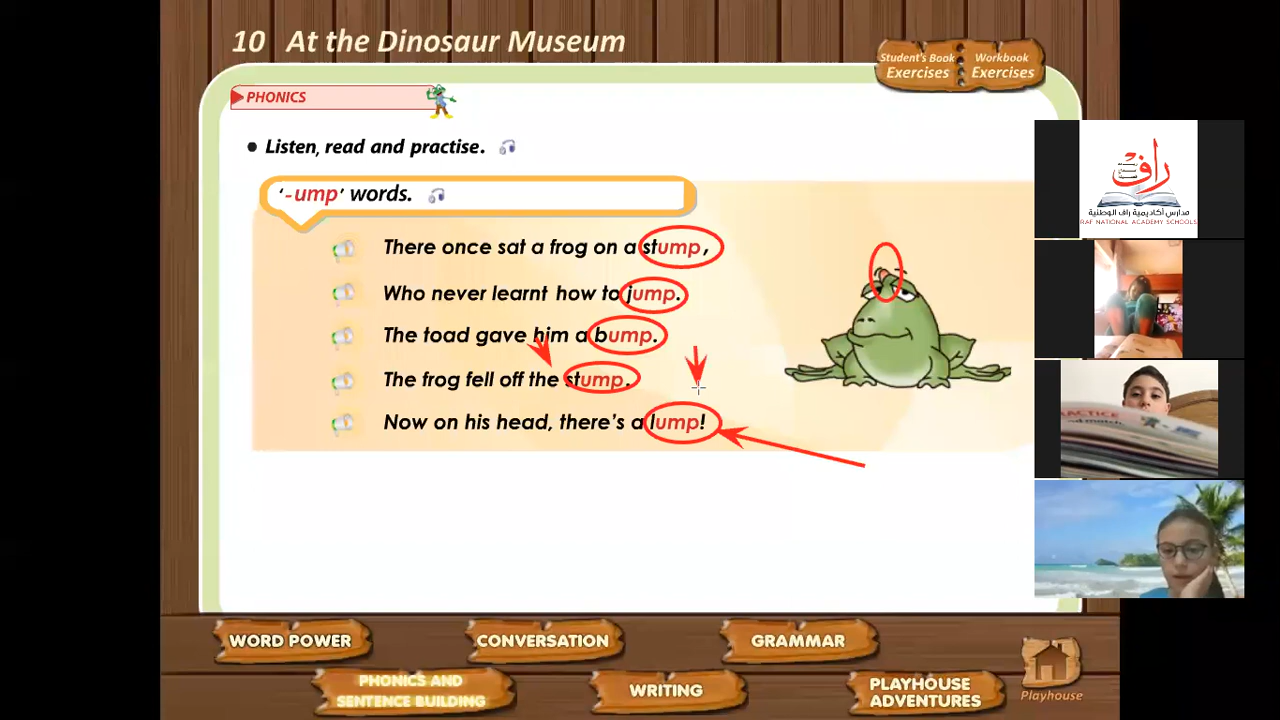 10 At the Dinosaur Museum
Student's Book
Exercises
Workbook
Exercises
PHONICS
Listen, read and practise.
'-ump' words.
There once sat a frog on a stump,
Who never learnt how to jump.
The toad gave him a bump.
The frog fell off the stump.
Now on his head, there's a lump!
راف
مدارس أكاديمية راف الوطنية
RAF NATIONAL ACADEMY SCHOOLS
WORD POWER
CONVERSATION
GRAMMAR
PHONICS AND
SENTENCE BUILDING
WRITING
PLAYHOUSE
ADVENTURES
Playhouse